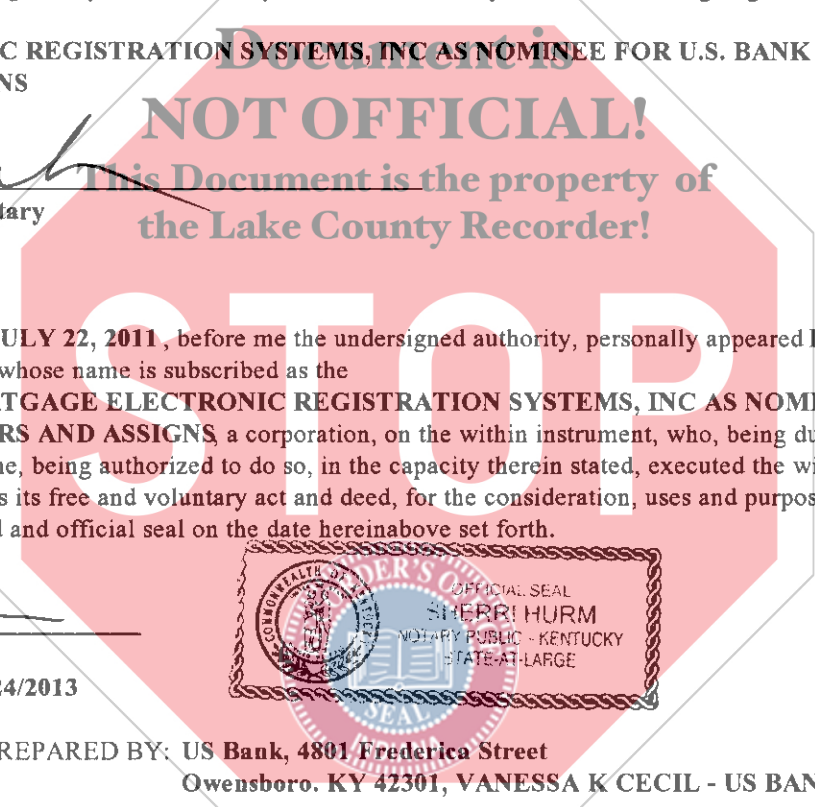 Document is
C REGISTRATION SYSTEMS, INC AS NOMINEE FOR U.S. BANK
NS
NOT OFFICIAL!
This Document is the property of
tary
the Lake County Recorder!
STOP
ULY 22, 2011, before me the undersigned authority, personally appeared
whose name is subscribed as the
TGAGE ELECTRONIC REGISTRATION SYSTEMS, INC AS NOMI
RS AND ASSIGNS, a corporation, on the within instrument, who, being du
ne, being authorized to do so, in the capacity therein stated, executed the wi
s its free and voluntary act and deed, for the consideration, uses and purpos
l and official seal on the date hereinabove set forth.
COMMONWEALTH OF KENTUCKY
OFFICIAL SEAL
SHERRI HURM
NOTARY PUBLIC - KENTUCKY
STATE-AT-LARGE
DER'S OFFICE
SEAL
24/2013
REPARED BY: US Bank, 4801 Frederica Street
Owensboro, KY 42301, VANESSA K CECIL - US BAN